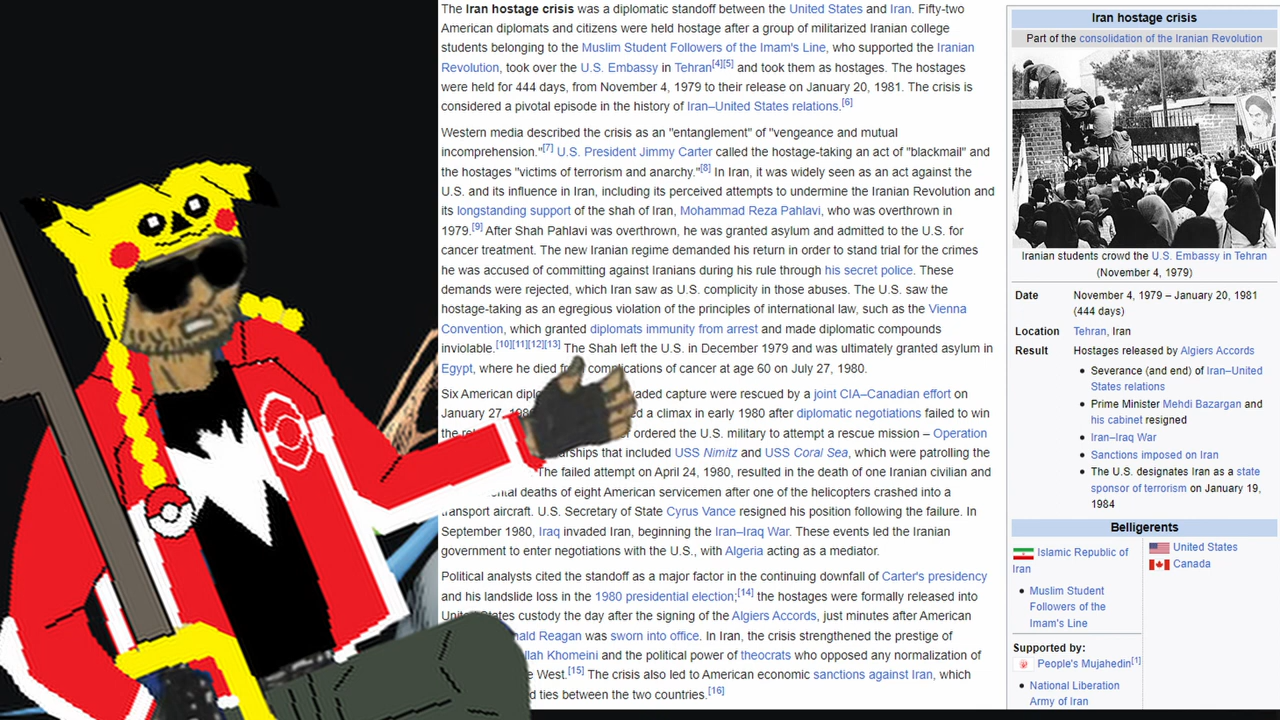 The Iran hostage crisis was a diplomatic standoff between the United States and Iran. Fifty-two
American diplomats and citizens were held hostage after a group of militarized Iranian college
students belonging to the Muslim Student Followers of the Imam's Line, who supported the Iranian
Revolution, took over the U.S. Embassy in Tehran[4][5] and took them as hostages. The hostages
were held for 444 days, from November 4, 1979 to their release on January 20, 1981. The crisis is
considered a pivotal episode in the history of Iran–United States relations.[6]
Western media described the crisis as an "entanglement" of "vengeance and mutual
incomprehension."[7] U.S. President Jimmy Carter called the hostage-taking an act of "blackmail" and
the hostages "victims of terrorism and anarchy."[8] In Iran, it was widely seen as an act against the
U.S. and its influence in Iran, including its perceived attempts to undermine the Iranian Revolution and
its longstanding support of the shah of Iran, Mohammad Reza Pahlavi, who was overthrown in
1979.[9] After Shah Pahlavi was overthrown, he was granted asylum and admitted to the U.S. for
cancer treatment. The new Iranian regime demanded his return in order to stand trial for the crimes
he was accused of committing against Iranians during his rule through his secret police. These
demands were rejected, which Iran saw as U.S. complicity in those abuses. The U.S. saw the
hostage-taking as an egregious violation of the principles of international law, such as the Vienna
Convention, which granted diplomats immunity from arrest and made diplomatic compounds
inviolable.[10][11][12][13] The Shah left the U.S. in December 1979 and was ultimately granted asylum in
Egypt, where he died from complications of cancer at age 60 on July 27, 1980.
Six American evaded capture were rescued by a joint CIA–Canadian effort on
January 27, a climax in early 1980 after diplomatic negotiations failed to win
the ordered the U.S. military to attempt a rescue mission – Operation
that included USS Nimitz and USS Coral Sea, which were patrolling the
The failed attempt on April 24, 1980, resulted in the death of one Iranian civilian and
deaths of eight American servicemen after one of the helicopters crashed into a
transport aircraft. U.S. Secretary of State Cyrus Vance resigned his position following the failure. In
September 1980, Iraq invaded Iran, beginning the Iran–Iraq War. These events led the Iranian
government to enter negotiations with the U.S., with Algeria acting as a mediator.
Political analysts cited the standoff as a major factor in the continuing downfall of Carter's presidency
and his landslide loss in the 1980 presidential election;[14] the hostages were formally released into
United States custody the day after the signing of the Algiers Accords, just minutes after American
Reagan was sworn into office. In Iran, the crisis strengthened the prestige of
Khomeini and the political power of theocrats who opposed any normalization of
West.[15] The crisis also led to American economic sanctions against Iran, which
ties between the two countries.[16]
Iran hostage crisis
Part of the consolidation of the Iranian Revolution
Iranian students crowd the U.S. Embassy in Tehran
(November 4, 1979)
Date November 4, 1979 – January 20, 1981
(444 days)
Location Tehran, Iran
Result Hostages released by Algiers Accords
• Severance (and end) of Iran–United
States relations
• Prime Minister Mehdi Bazargan and
his cabinet resigned
• Iran–Iraq War
• Sanctions imposed on Iran
• The U.S. designates Iran as a state
sponsor of terrorism on January 19,
1984
Belligerents
Islamic Republic of
Iran
• Muslim Student
Followers of the
Imam's Line
Supported by:
People's Mujahedin[1]
• National Liberation
Army of Iran
United States
Canada